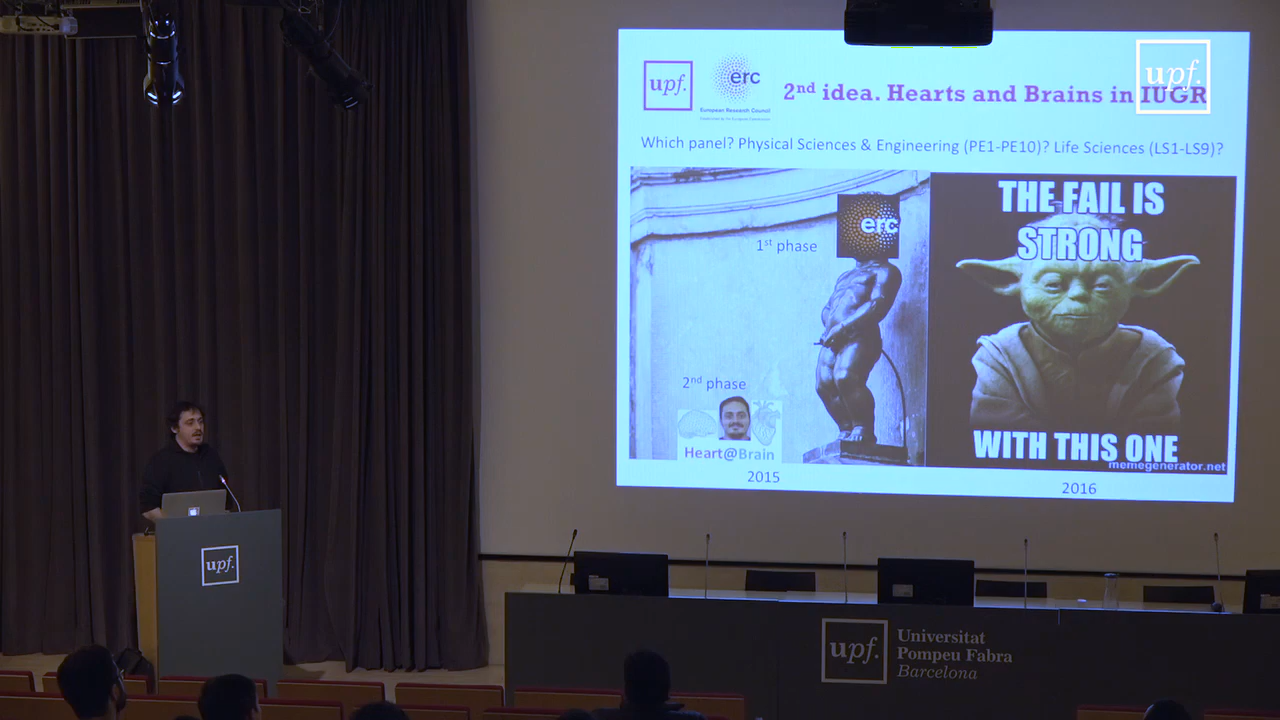 upf.
erc
European Research Council
2nd idea. Hearts and Brains in IUGR
upf.
Which panel? Physical Sciences & Engineering (PE1-PE10)? Life Sciences (LS1-LS9)?
erc
1st phase
2nd phase
Heart@Brain
2015
THE FAIL IS
STRONG
WITH THIS ONE
memegenerator.net
2016
upf.
upf.
Universitat
Pompeu Fabra
Barcelona